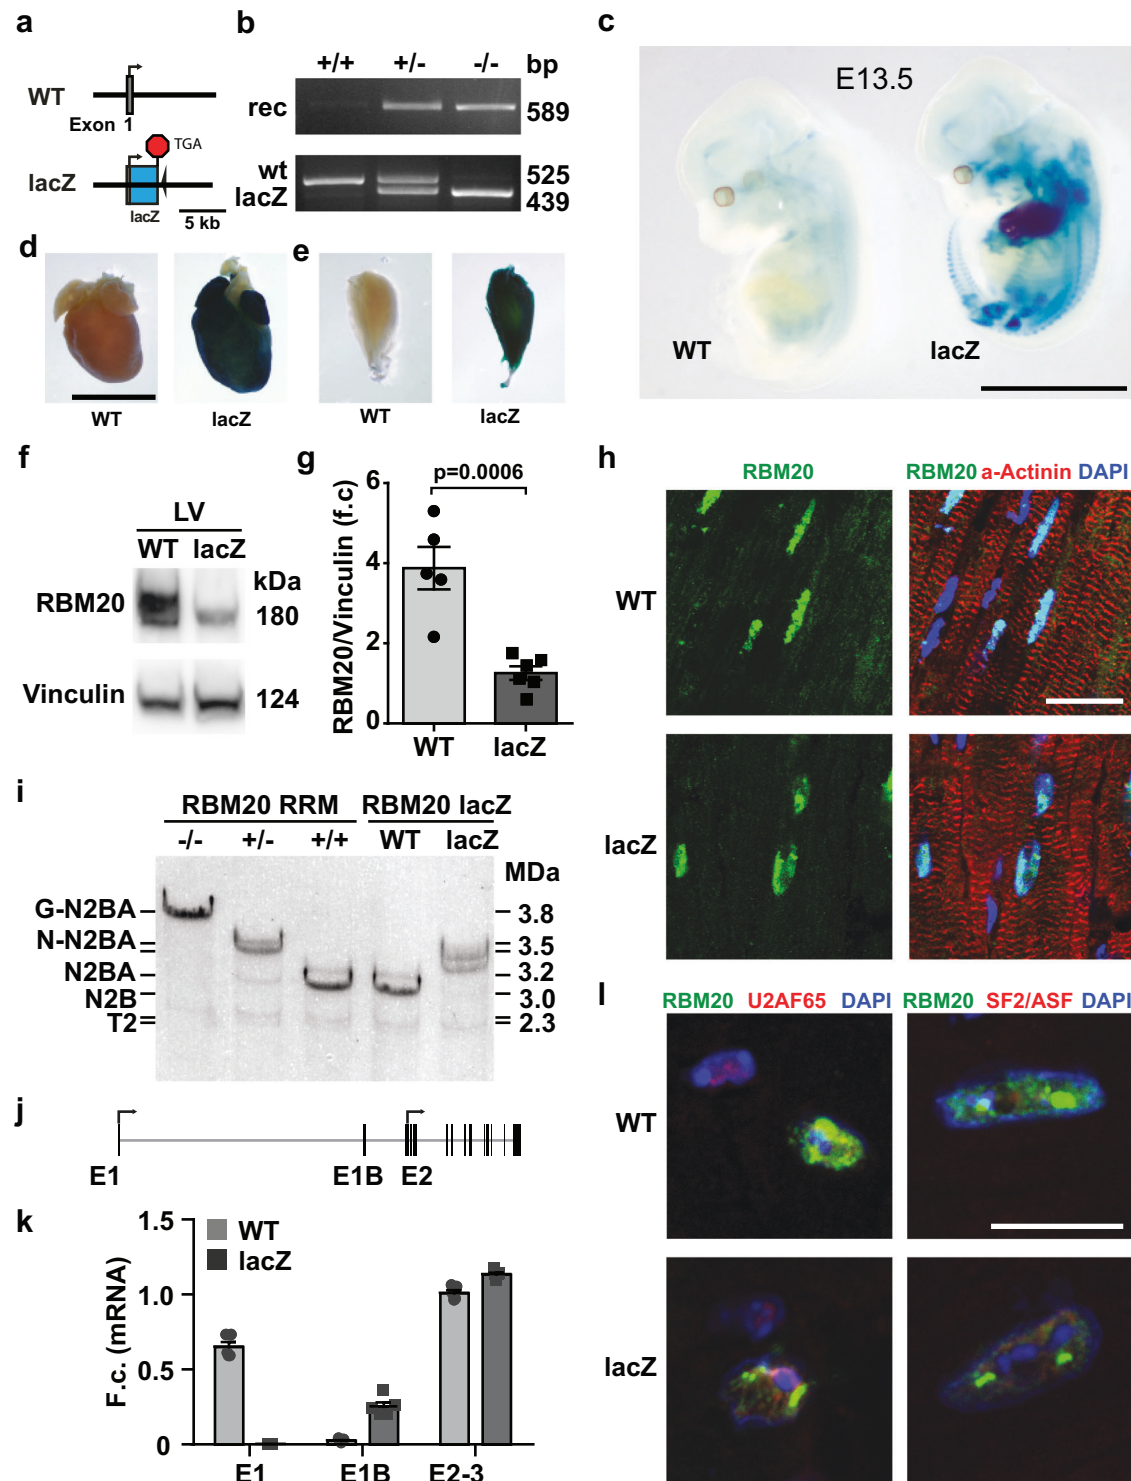 a
WT
Exon 1
TGA
lacZ
lacZ
5 kb
b
+/+ +/- -/- bp
rec 589
wt 525
lacZ 439
c
E13.5
WT
lacZ
d
WT
lacZ
e
WT
lacZ
f
LV
WT lacZ
kDa
RBM20 180
Vinculin 124
g
p=0.0006
RBM20/Vinculin (f.c)
6
4
2
0
WT lacZ
h
RBM20
RBM20 a-Actinin DAPI
WT
lacZ
i
RBM20 RRM RBM20 lacZ
-/- +/- +/+ WT lacZ
MDa
G-N2BA 3.8
N-N2BA 3.5
N2BA 3.2
N2B 3.0
T2 2.3
j
E1 E1B E2
k
WT
lacZ
F.c. (mRNA)
1.5
1.0
0.5
0
E1 E1B E2-3
l
RBM20 U2AF65 DAPI
RBM20 SF2/ASF DAPI
WT
lacZ